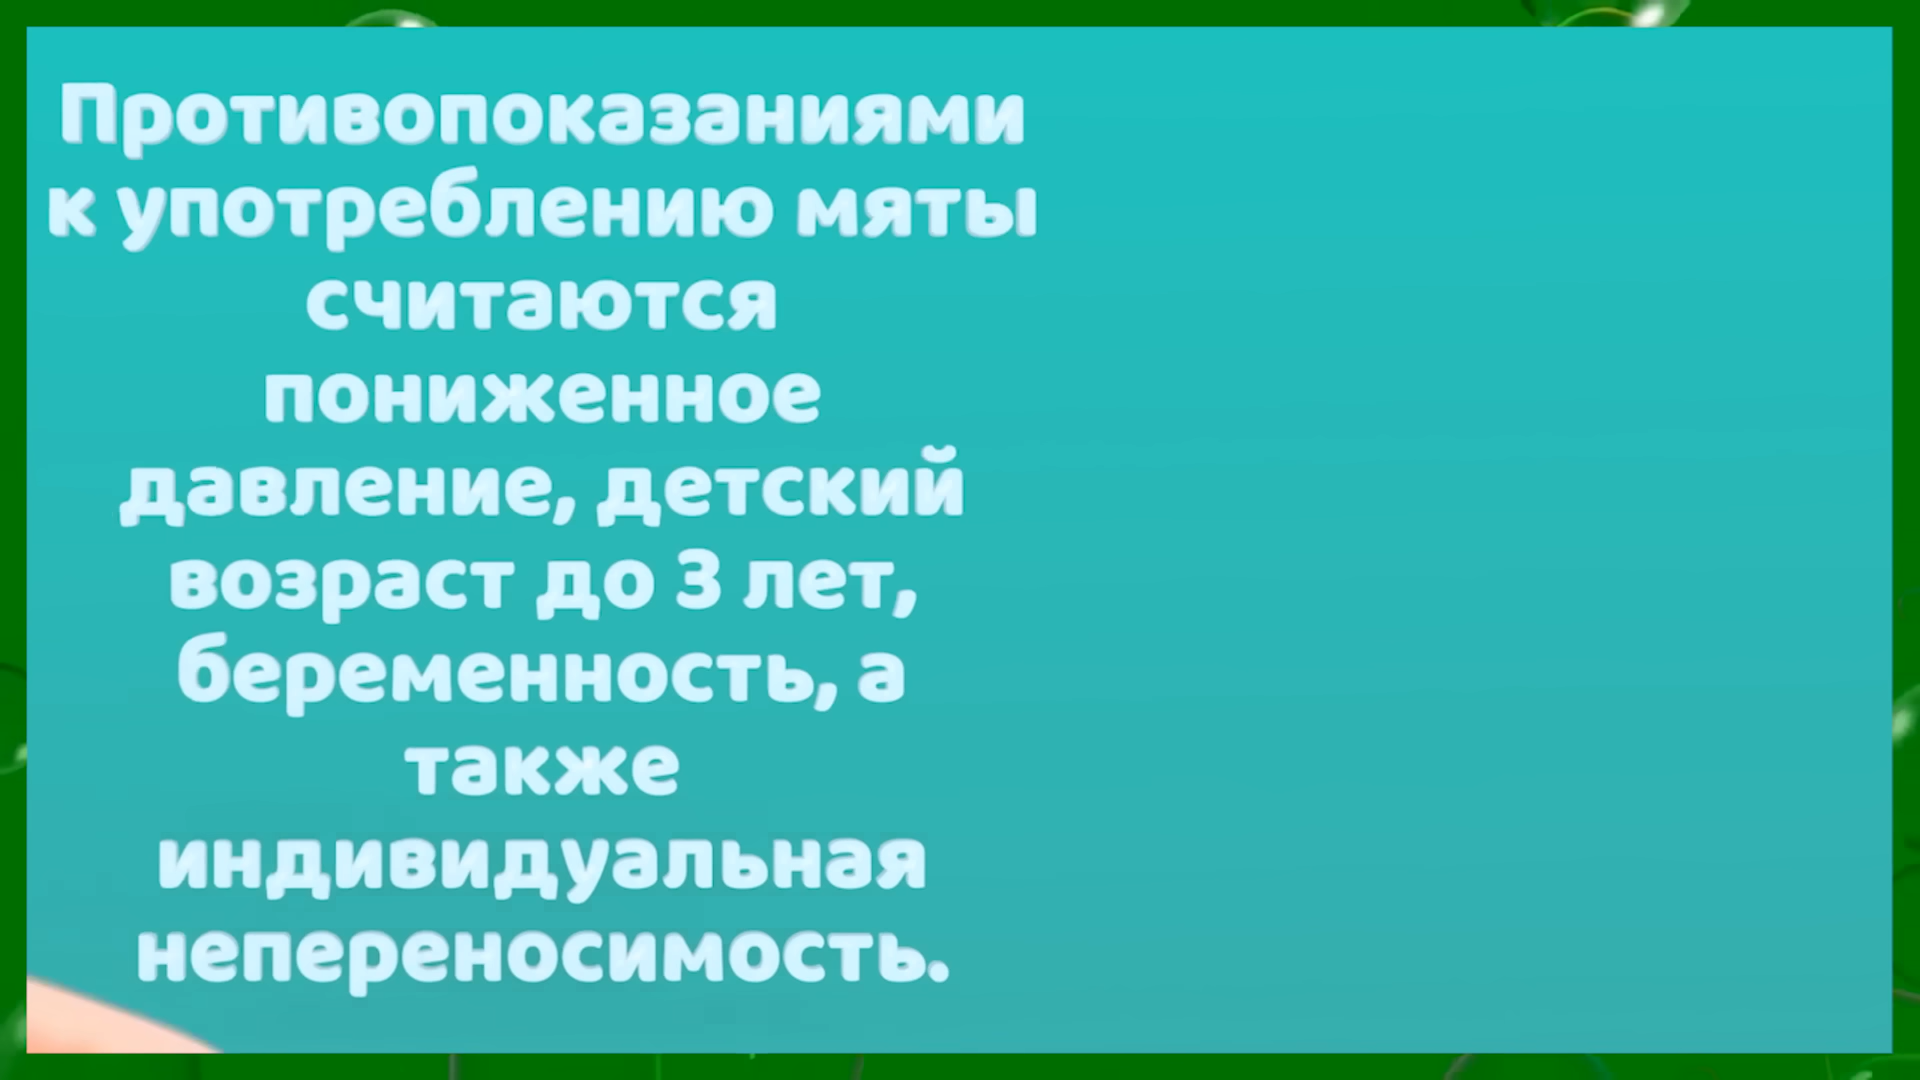 Противопоказаниями
к употреблению мяты
считаются
пониженное
давление, детский
возраст до 3 лет,
беременность, а
также
индивидуальная
непереносимость.